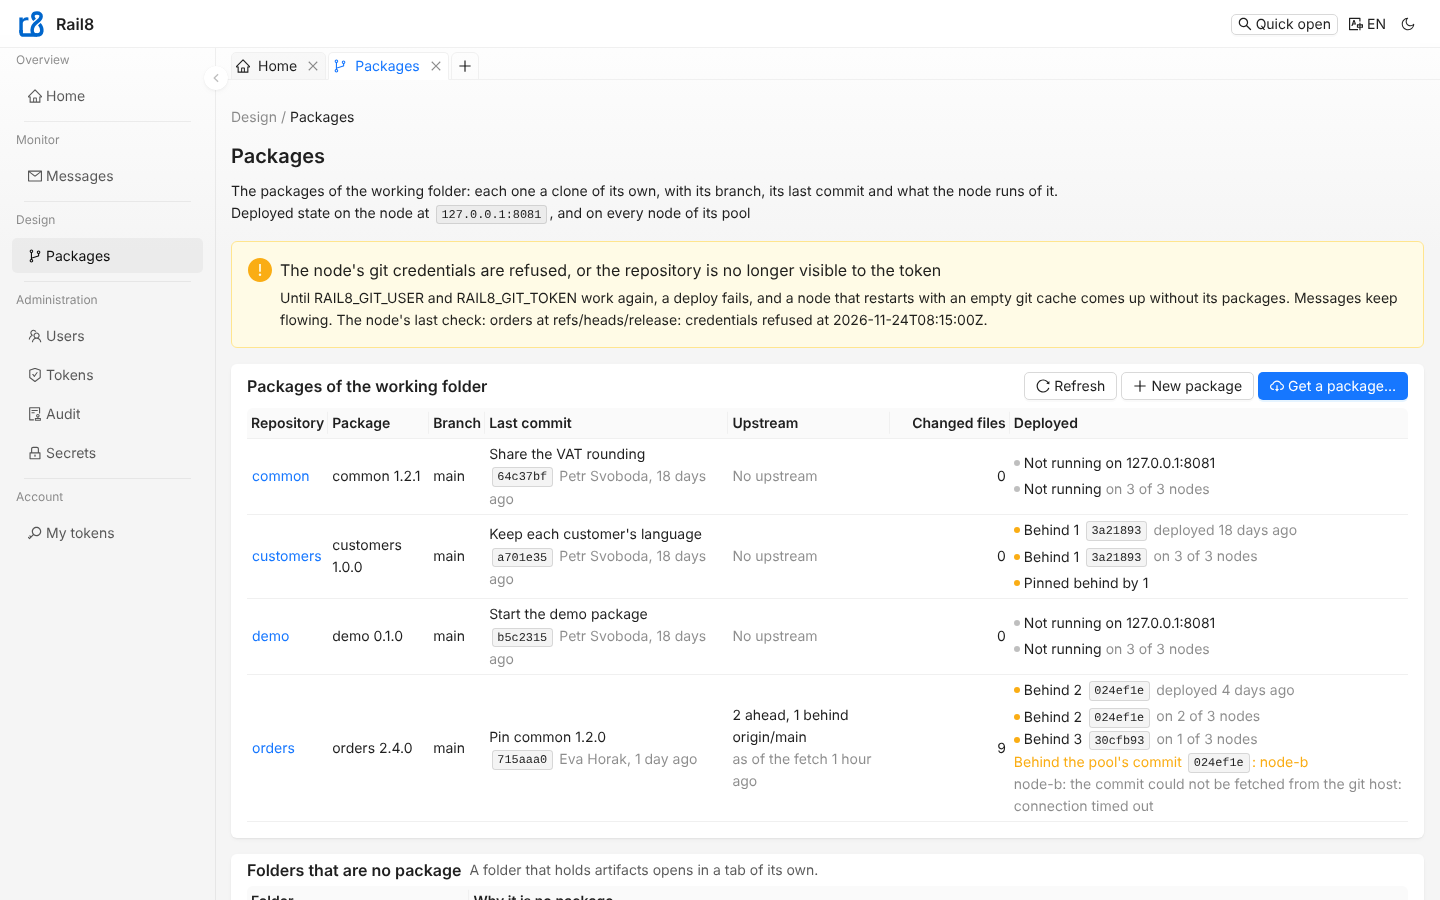 r8 Rail8
Quick open EN
Overview
Home
Monitor
Messages
Design
Packages
Administration
Users
Tokens
Audit
Secrets
Account
My tokens
Home Packages
Design / Packages
Packages
The packages of the working folder: each one a clone of its own, with its branch, its last commit and what the node runs of it.
Deployed state on the node at 127.0.0.1:8081, and on every node of its pool
The node's git credentials are refused, or the repository is no longer visible to the token
Until RAIL8_GIT_USER and RAIL8_GIT_TOKEN work again, a deploy fails, and a node that restarts with an empty git cache comes up without its packages. Messages keep
flowing. The node's last check: orders at refs/heads/release: credentials refused at 2026-11-24T08:15:00Z.
Packages of the working folder
Refresh New package Get a package...
Repository Package Branch Last commit Upstream Changed files Deployed
common common 1.2.1 main
Share the VAT rounding
64c37bf Petr Svoboda, 18 days
ago
No upstream
0
Not running on 127.0.0.1:8081
Not running on 3 of 3 nodes
customers
customers
1.0.0
main
Keep each customer's language
a701e35 Petr Svoboda, 18 days
ago
No upstream
0
Behind 1 3a21893 deployed 18 days ago
Behind 1 3a21893 on 3 of 3 nodes
Pinned behind by 1
demo demo 0.1.0 main
Start the demo package
b5c2315 Petr Svoboda, 18 days
ago
No upstream
0
Not running on 127.0.0.1:8081
Not running on 3 of 3 nodes
orders orders 2.4.0 main
Pin common 1.2.0
715aaa0 Eva Horak, 1 day ago
2 ahead, 1 behind
origin/main
as of the fetch 1 hour
ago
9
Behind 2 024ef1e deployed 4 days ago
Behind 2 024ef1e on 2 of 3 nodes
Behind 3 30cfb93 on 1 of 3 nodes
Behind the pool's commit 024ef1e: node-b
node-b: the commit could not be fetched from the git host:
connection timed out
Folders that are no package A folder that holds artifacts opens in a tab of its own.
Folder Why it is no package